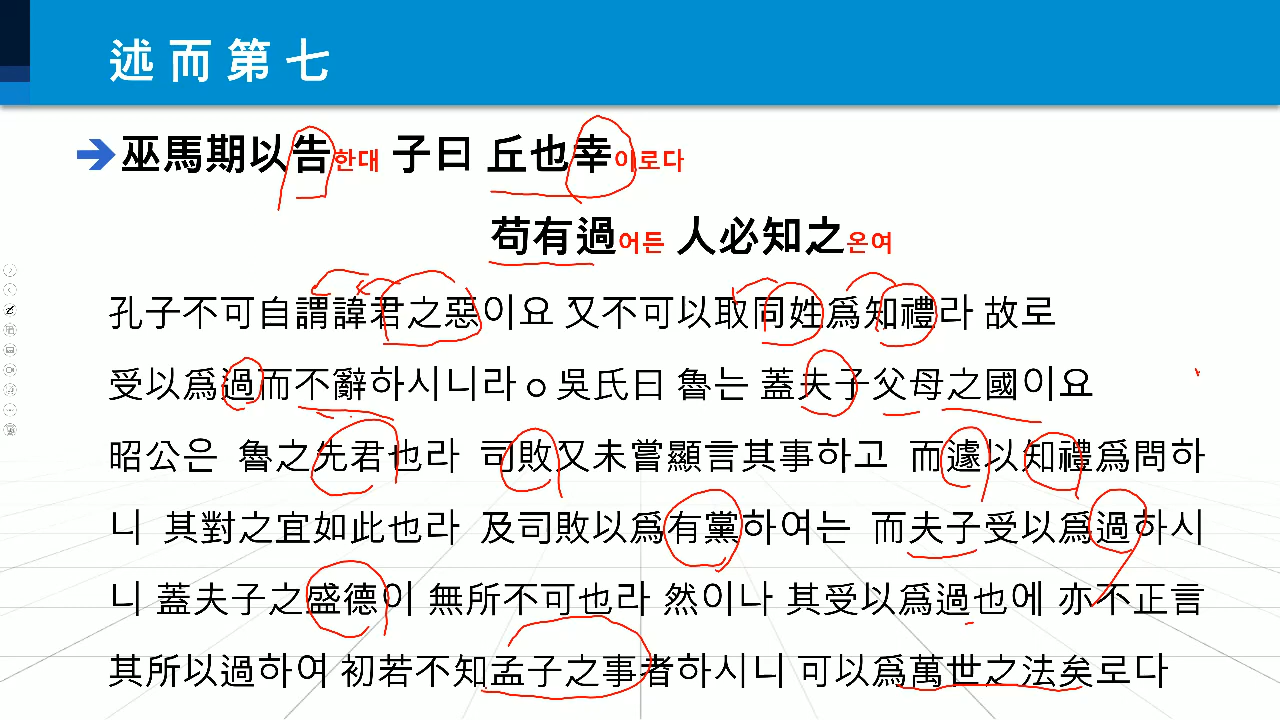 述而第七
巫馬期以告한대 子曰 丘也幸이로다
苟有過어든 人必知之온여
孔子不可自謂諱君之惡이요 又不可以取同姓爲知禮라 故로
受以爲過而不辭하시니라ㅇ吳氏曰 魯는 蓋夫子父母之國이요
昭公은 魯之先君也라 司敗又未嘗顯言其事하고 而遽以知禮爲問하
니 其對之宜如此也라 及司敗以爲有黨하여는 而夫子受以爲過하시
니 蓋夫子之盛德이 無所不可也라 然이나 其受以爲過也에 亦不正言
其所以過하여 初若不知孟子之事者하시니 可以爲萬世之法矣로다